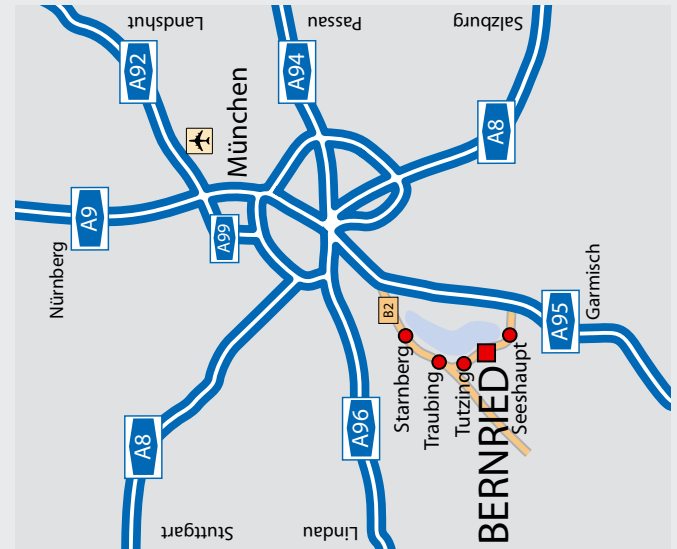 Landshut
Passau
Salzburg
A92
A94
A8
München
A9
A99
Nürnberg
B2
Garmisch
A95
Starnberg
Traubing
Tutzing
BERNRIED
Seeshaupt
A8
A96
Stuttgart
Lindau